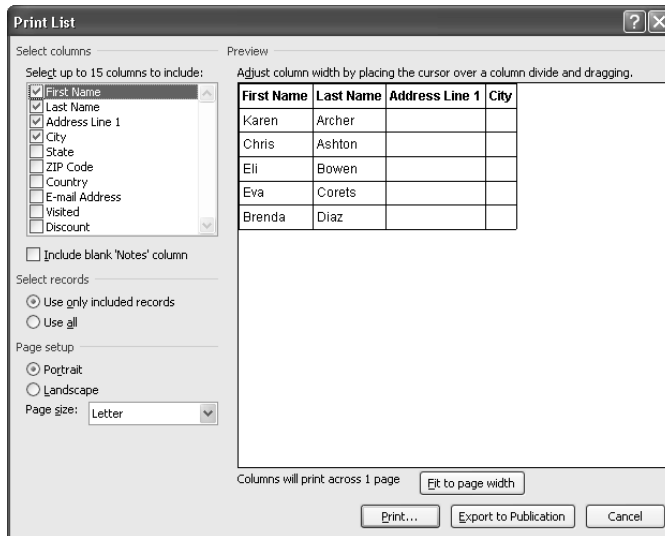 Print List
Select columns
Select up to 15 columns to include:
First Name
Last Name
Address Line 1
City
State
ZIP Code
Country
E-mail Address
Visited
Discount
Include blank 'Notes' column
Select records
Use only included records
Use all
Page setup
Portrait
Landscape
Page size: Letter
Preview
Adjust column width by placing the cursor over a column divide and dragging.
First Name Last Name Address Line 1 City
Karen Archer
Chris Ashton
Eli Bowen
Eva Corets
Brenda Diaz
Columns will print across 1 page Fit to page width
Print... Export to Publication Cancel